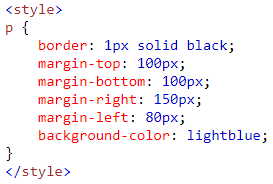 <style>
p {
    border: 1px solid black;
    margin-top: 100px;
    margin-bottom: 100px;
    margin-right: 150px;
    margin-left: 80px;
    background-color: lightblue;
}
</style>